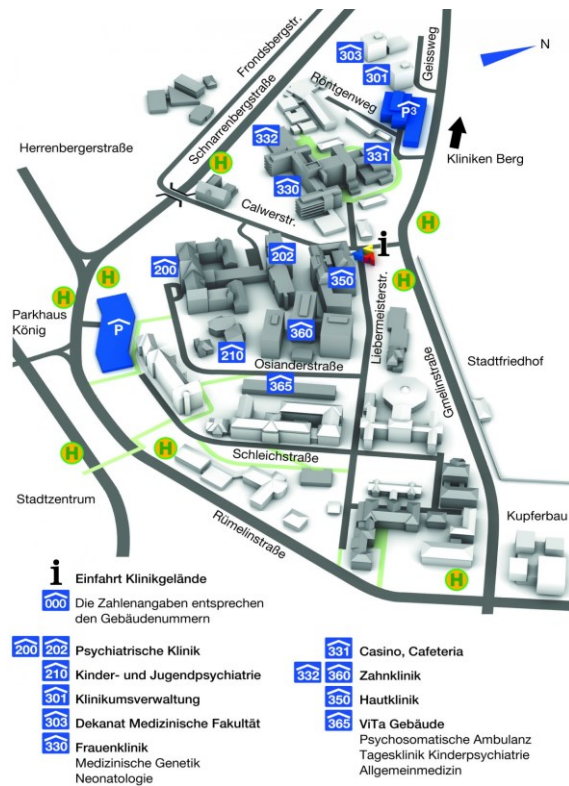 Frondsbergstr.
303
Geissweg
N
Schnarrenbergstraße
301
Röntgenweg
P3
332
331
Kliniken Berg
Herrenbergerstraße
H
330
Calwerstr.
i
H
H
200
202
350
H
H
Parkhaus
König
P
360
210
Liebermeisterstr.
Osianderstraße
Stadtfriedhof
365
Gmelinstraße
H
H
Schleichstraße
Stadtzentrum
Rümelinstraße
Kupferbau
H
i Einfahrt Klinikgelände
000 Die Zahlenangaben entsprechen
den Gebäudenummern
200 202 Psychiatrische Klinik
210 Kinder- und Jugendpsychiatrie
301 Klinikumsverwaltung
303 Dekanat Medizinische Fakultät
330 Frauenklinik
Medizinische Genetik
Neonatologie
331 Casino, Cafeteria
332 360 Zahnklinik
350 Hautklinik
365 ViTa Gebäude
Psychosomatische Ambulanz
Tagesklinik Kinderpsychiatrie
Allgemeinmedizin